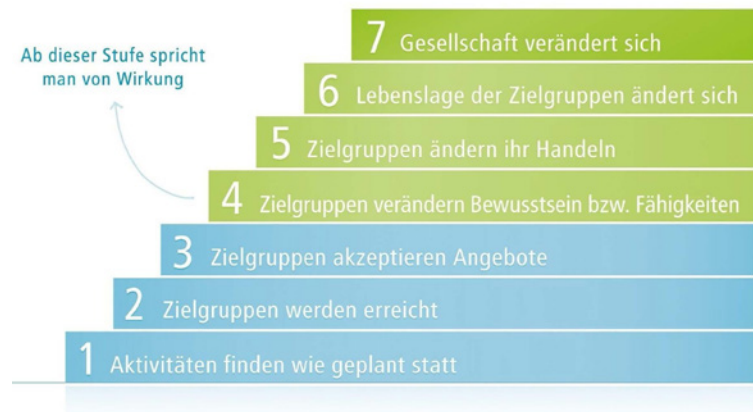 7 Gesellschaft verändert sich
Ab dieser Stufe spricht
man von Wirkung
6 Lebenslage der Zielgruppen ändert sich
5 Zielgruppen ändern ihr Handeln
4 Zielgruppen verändern Bewusstsein bzw. Fähigkeiten
3 Zielgruppen akzeptieren Angebote
2 Zielgruppen werden erreicht
1 Aktivitäten finden wie geplant statt